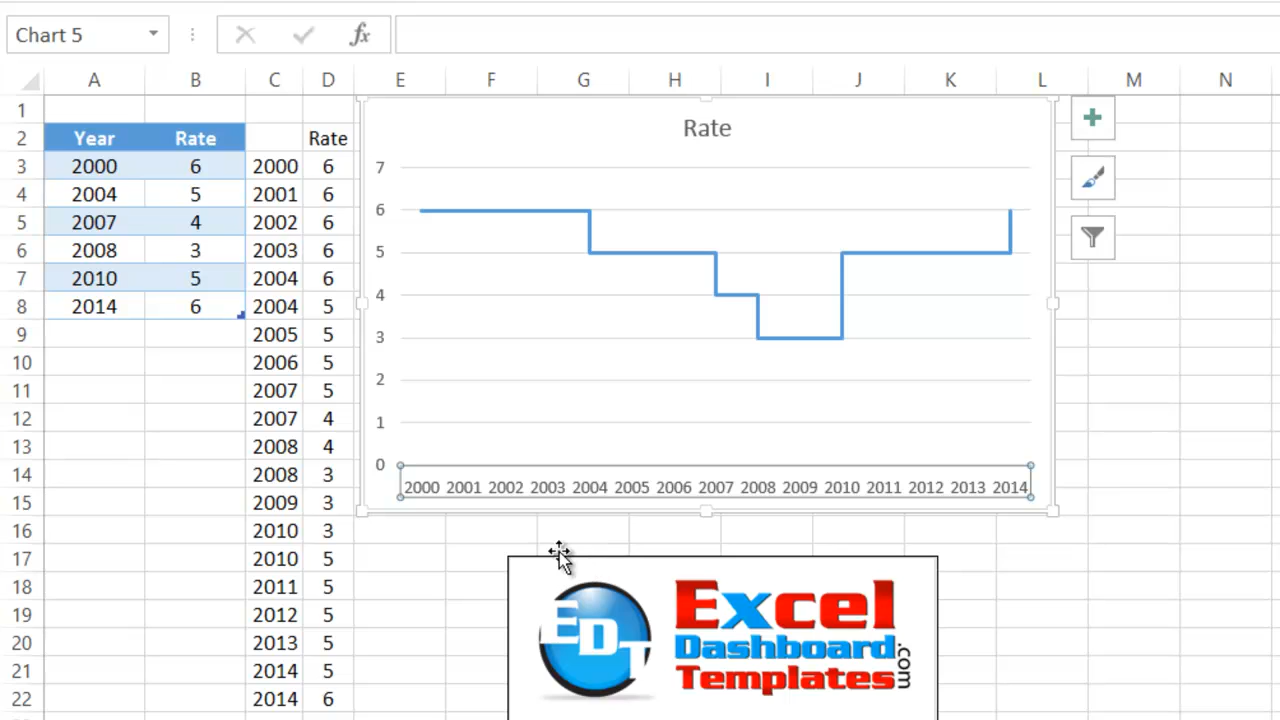 Chart 5
fx
A B C D E F G H I J K L M N
1
2 Year Rate Rate
3 2000 6 2000 6
4 2004 5 2001 6
5 2007 4 2002 6
6 2008 3 2003 6
7 2010 5 2004 6
8 2014 6 2004 5
9 2005 5
10 2006 5
11 2007 5
12 2007 4
13 2008 4
14 2008 3
15 2009 3
16 2010 3
17 2010 5
18 2011 5
19 2012 5
20 2013 5
21 2014 5
22 2014 6
Rate
7
6
5
4
3
2
1
0
2000 2001 2002 2003 2004 2005 2006 2007 2008 2009 2010 2011 2012 2013 2014
EDT
Excel
Dashboard
Templates
.com